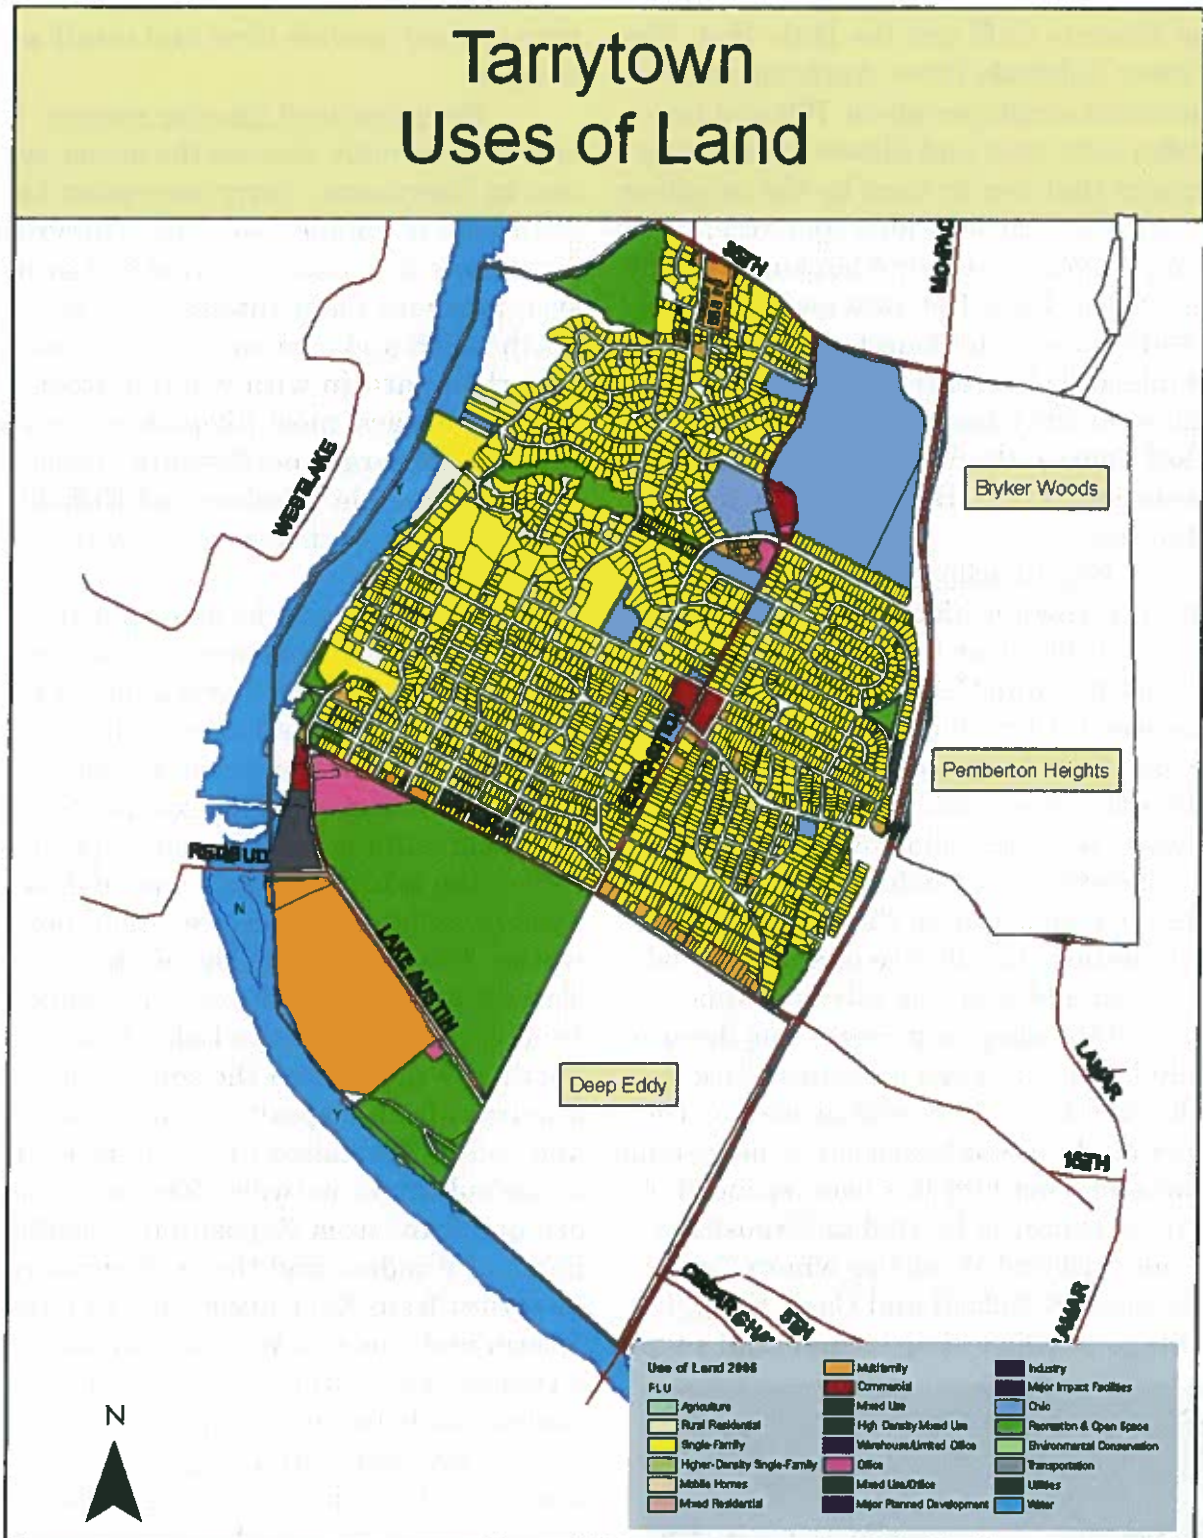 Tarrytown
Uses of Land
35TH
MOPAC
WESTLAKE
Y
Bryker Woods
EXPOSITION
Pemberton Heights
REDBUD
N
LAKE AUSTIN
Deep Eddy
Y
LAMAR
15TH
5TH
LAMAR
N
Use of Land 2006
FLU
Agriculture
Rural Residential
Single-Family
Higher-Density Single-Family
Mobile Homes
Mixed Residential
Multifamily
Commercial
Mixed Use
High Density Mixed Use
Warehouse/Limited Office
Office
Mixed Use/Office
Major Planned Development
Industry
Major Impact Facilities
Civic
Recreation & Open Space
Environmental Conservation
Transportation
Utilities
Water